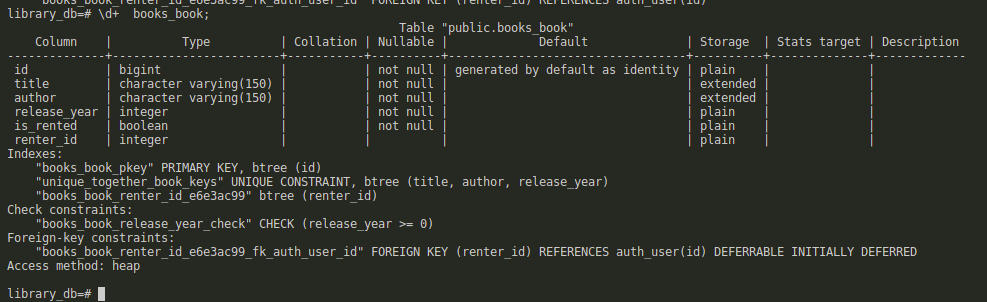 "books_book_renter_id_e6e3ac99_fk_auth_user_id" FOREIGN KEY (renter_id) REFERENCES auth_user(id)
library_db=# \d+  books_book;
Table "public.books_book"
Column | Type | Collation | Nullable | Default | Storage | Stats target | Description
--------------+------------------------+-----------+----------+----------------------------------+----------+--------------+-------------
id | bigint | | not null | generated by default as identity | plain | |
title | character varying(150) | | not null | | extended | |
author | character varying(150) | | not null | | extended | |
release_year | integer | | not null | | plain | |
is_rented | boolean | | not null | | plain | |
renter_id | integer | | | | plain | |
Indexes:
"books_book_pkey" PRIMARY KEY, btree (id)
"unique_together_book_keys" UNIQUE CONSTRAINT, btree (title, author, release_year)
"books_book_renter_id_e6e3ac99" btree (renter_id)
Check constraints:
"books_book_release_year_check" CHECK (release_year >= 0)
Foreign-key constraints:
"books_book_renter_id_e6e3ac99_fk_auth_user_id" FOREIGN KEY (renter_id) REFERENCES auth_user(id) DEFERRABLE INITIALLY DEFERRED
Access method: heap
library_db=#